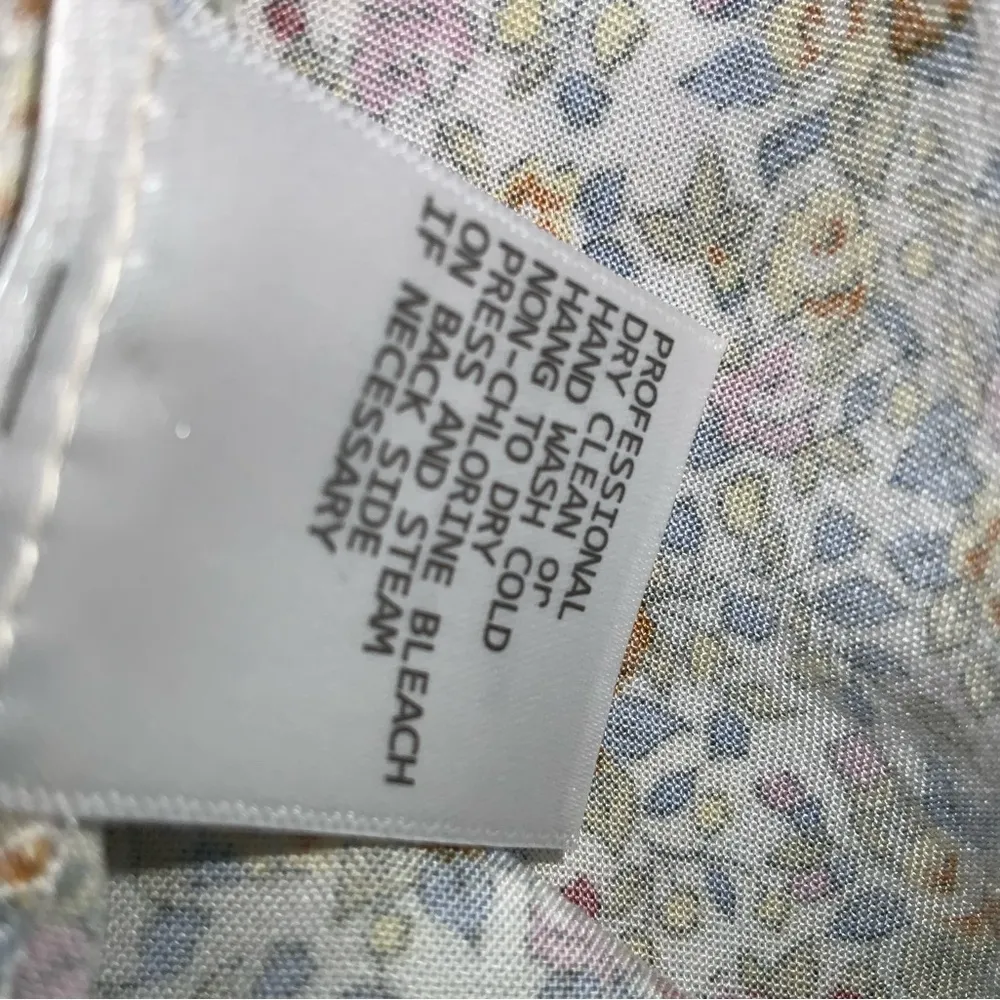 PROFESSIONAL
DRY CLEAN or
HAND WASH COLD
HANG TO DRY
NON-CHLORINE BLEACH
PRESS AND STEAM
ON BACK SIDE
IF NECESSARY